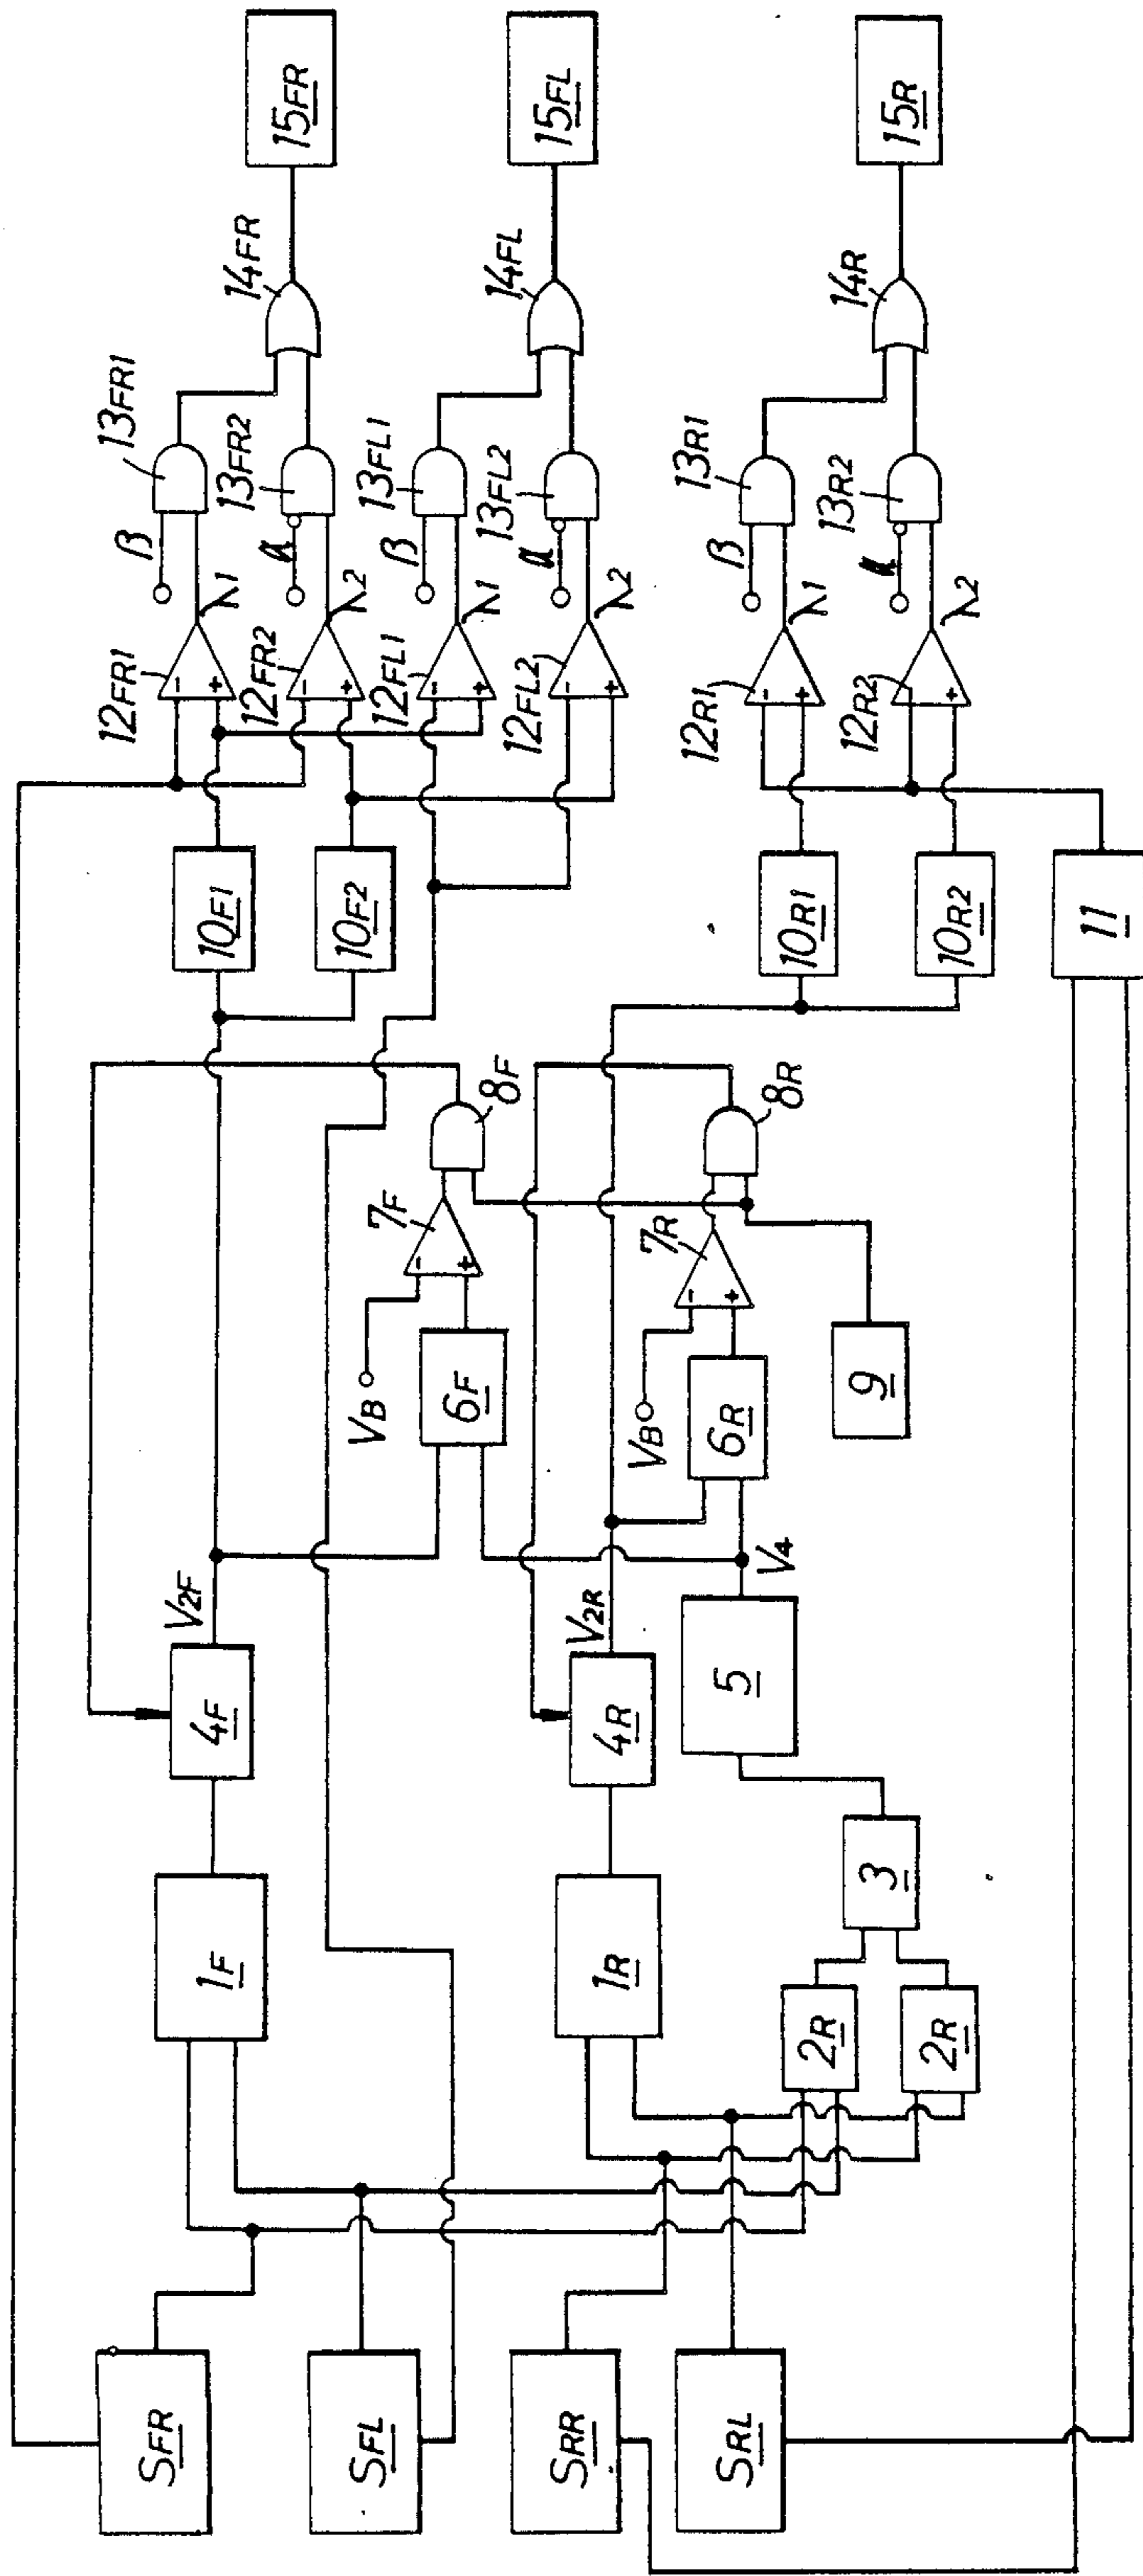 SFR
SFL
SRR
SRL
1F
1R
2R
2R
3
4F
V2F
4R
V2R
5
V4
6F
VB
6R
VB
7F
7R
8F
8R
9
10F1
10F2
10R1
10R2
11
12FR1
12FR2
12FL1
12FL2
12R1
12R2
-
+
-
+
-
+
-
+
-
+
+
-
+
-
+
λ1
λ2
λ1
λ2
λ1
λ2
β
α
β
α
β
α
13FR1
13FR2
13FL1
13FL2
13R1
13R2
14FR
14FL
14R
15FR
15FL
15R